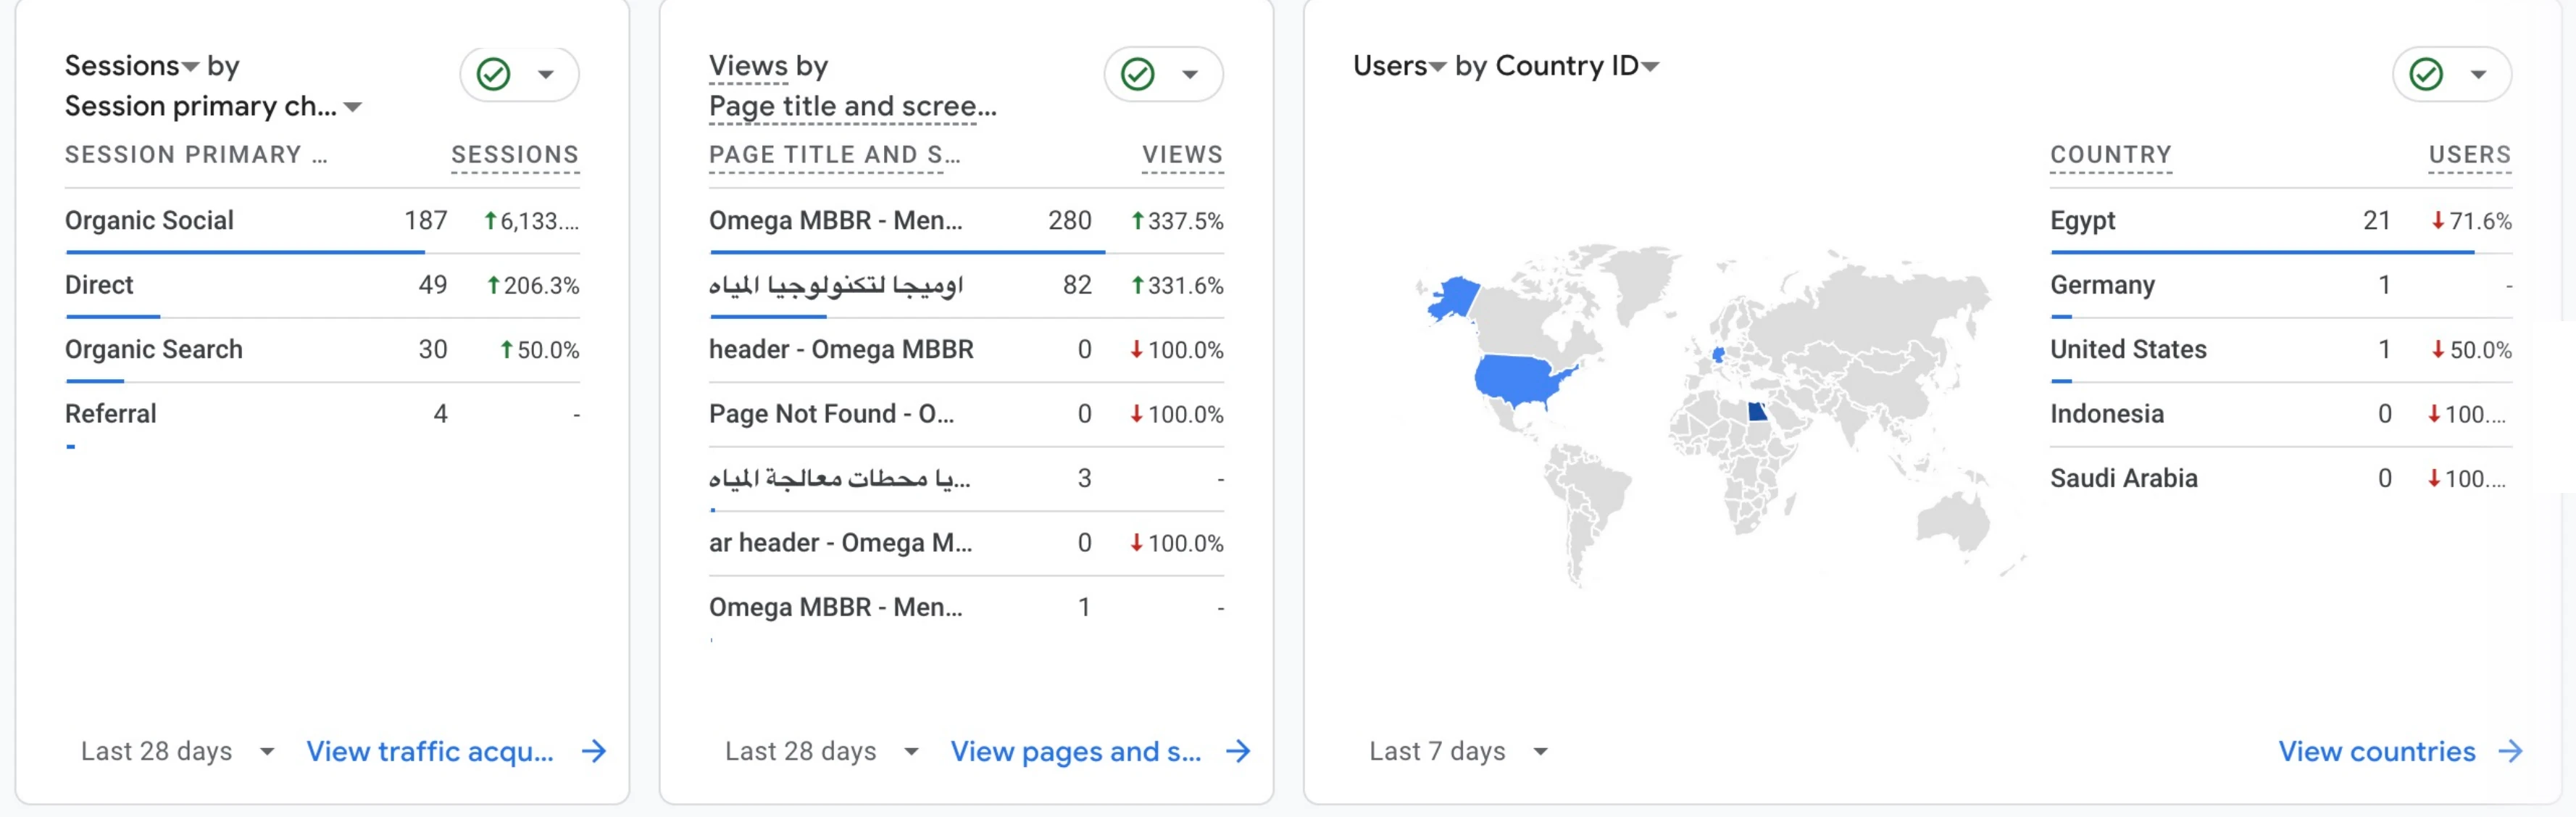 Sessions by
Session primary ch...
SESSION PRIMARY ... SESSIONS
Organic Social 187 ↑6,133....
Direct 49 ↑206.3%
Organic Search 30 ↑50.0%
Referral 4 -
Last 28 days View traffic acqu... →
Views by
Page title and scree...
PAGE TITLE AND S... VIEWS
Omega MBBR - Men... 280 ↑337.5%
اوميجا لتكنولوجيا المياه 82 ↑331.6%
header - Omega MBBR 0 ↓100.0%
Page Not Found - O... 0 ↓100.0%
...يا محطات معالجة المياه 3 -
ar header - Omega M... 0 ↓100.0%
Omega MBBR - Men... 1 -
Last 28 days View pages and s... →
Users by Country ID
COUNTRY USERS
Egypt 21 ↓71.6%
Germany 1 -
United States 1 ↓50.0%
Indonesia 0 ↓100....
Saudi Arabia 0 ↓100....
Last 7 days View countries →